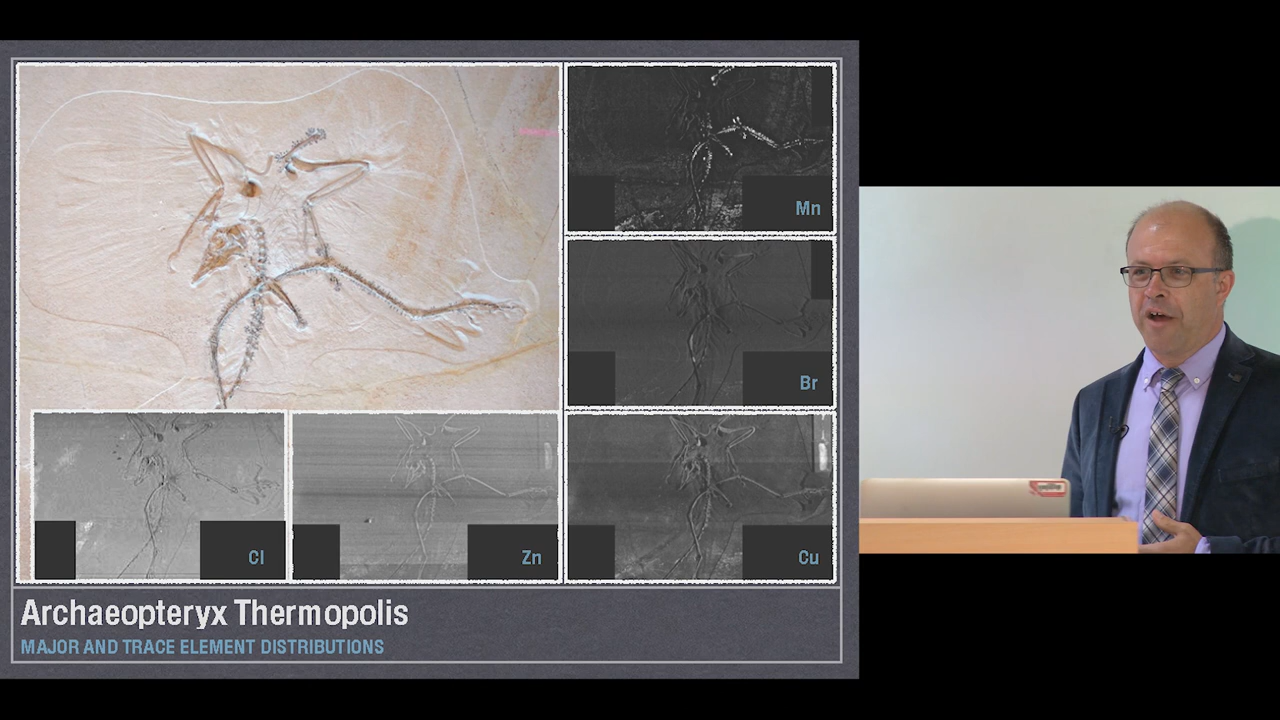 Mn
Br
Cl
Zn
Cu
Archaeopteryx Thermopolis
MAJOR AND TRACE ELEMENT DISTRIBUTIONS